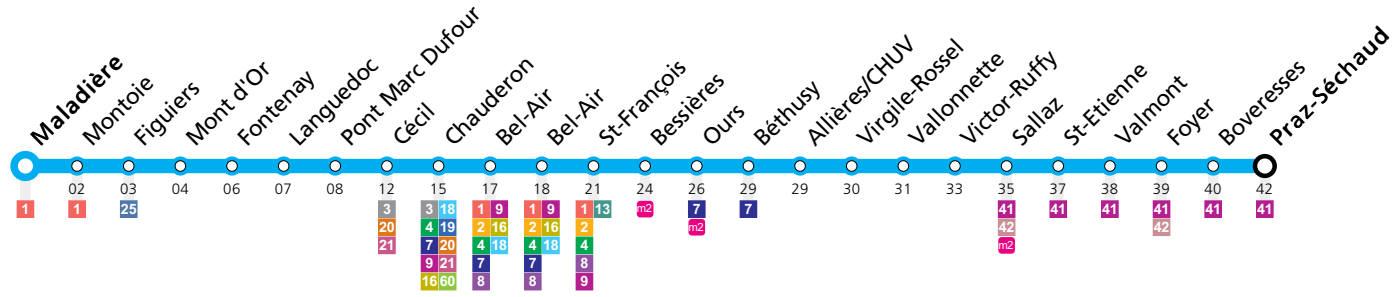 Maladière
Montoie
Figuiers
Mont d'Or
Fontenay
Languedoc
Pont Marc Dufour
Cécil
Chauderon
Bel-Air
Bel-Air
St-François
Bessières
Ours
Béthusy
Allières/CHUV
Virgile-Rossel
Vallonnette
Victor-Ruffy
Sallaz
St-Etienne
Valmont
Foyer
Boveresses
Praz-Séchaud
02 03 04 06 07 08 12 15 17 18 21 24 26 29 29 30 31 33 35 37 38 39 40 42
1 1 25 3 3 18 1 9 1 9 1 13 m2 7 7 41 41 41 41 41 41
20 4 19 2 16 2 16 2 m2 42 42
21 7 20 4 18 4 18 4 m2
9 21 7 7 8
16 60 8 8 9